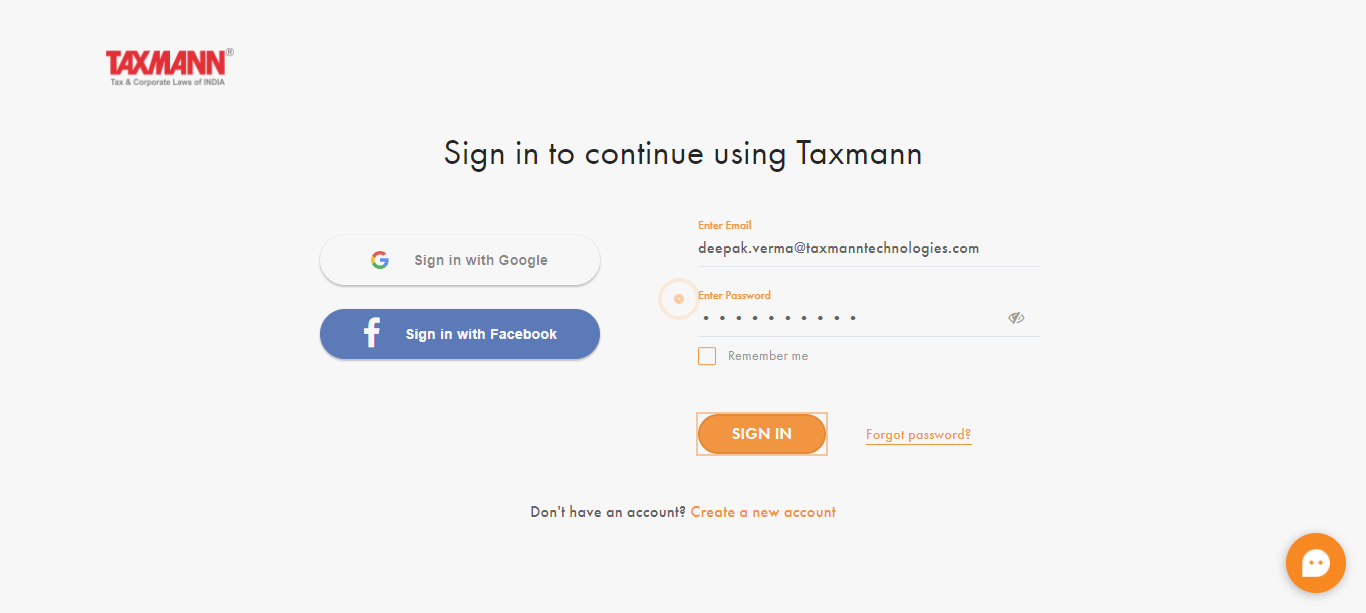 TAXMANN®
Tax & Corporate Laws of INDIA
Sign in to continue using Taxmann
Sign in with Google
Sign in with Facebook
Enter Email
deepak.verma@taxmanntechnologies.com
Enter Password
••••••••••
Remember me
SIGN IN
Forgot password?
Don't have an account? Create a new account